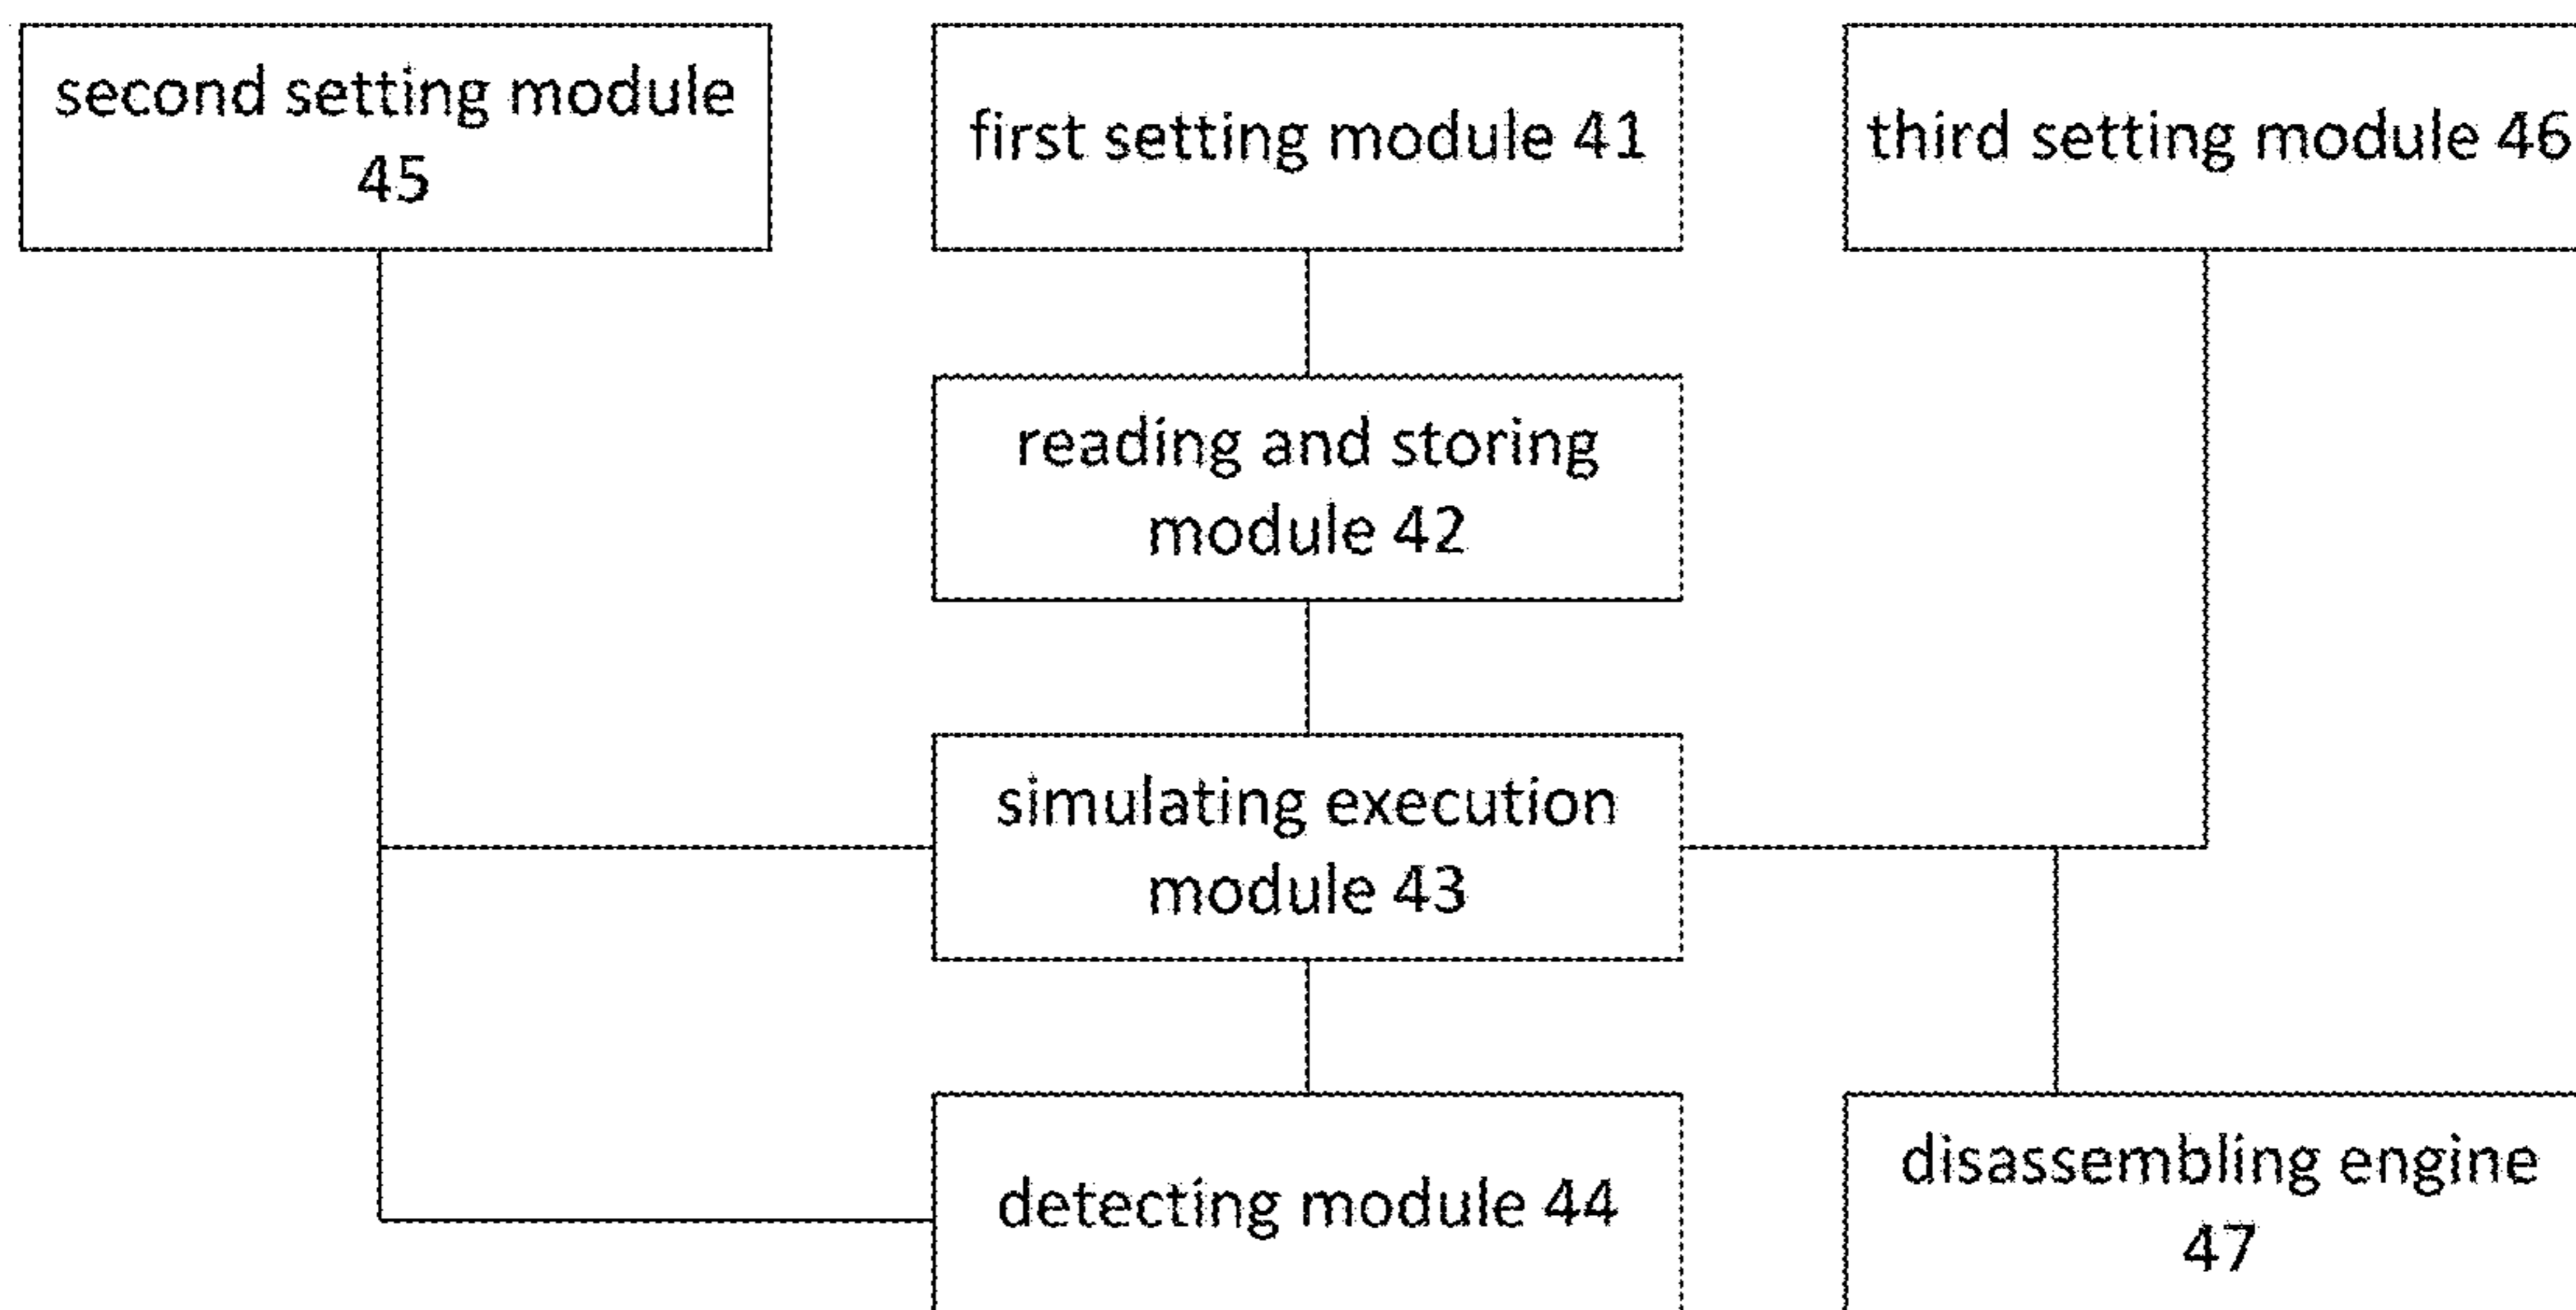 second setting module
45
first setting module 41
third setting module 46
reading and storing
module 42
simulating execution
module 43
detecting module 44
disassembling engine
47